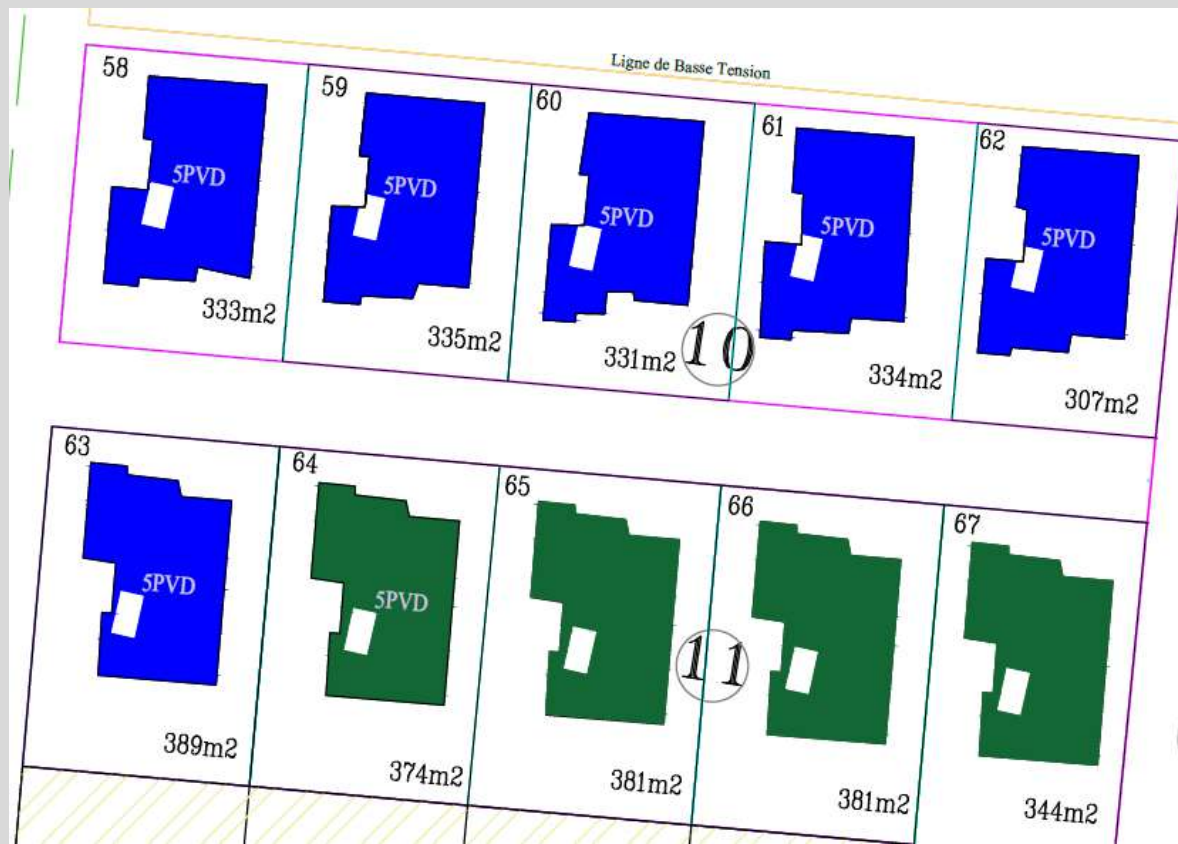 Ligne de Basse Tension
58
59
60
61
62
5PVD
5PVD
5PVD
5PVD
5PVD
333m2
335m2
331m2
10
334m2
307m2
63
64
65
66
67
5PVD
5PVD
11
389m2
374m2
381m2
381m2
344m2